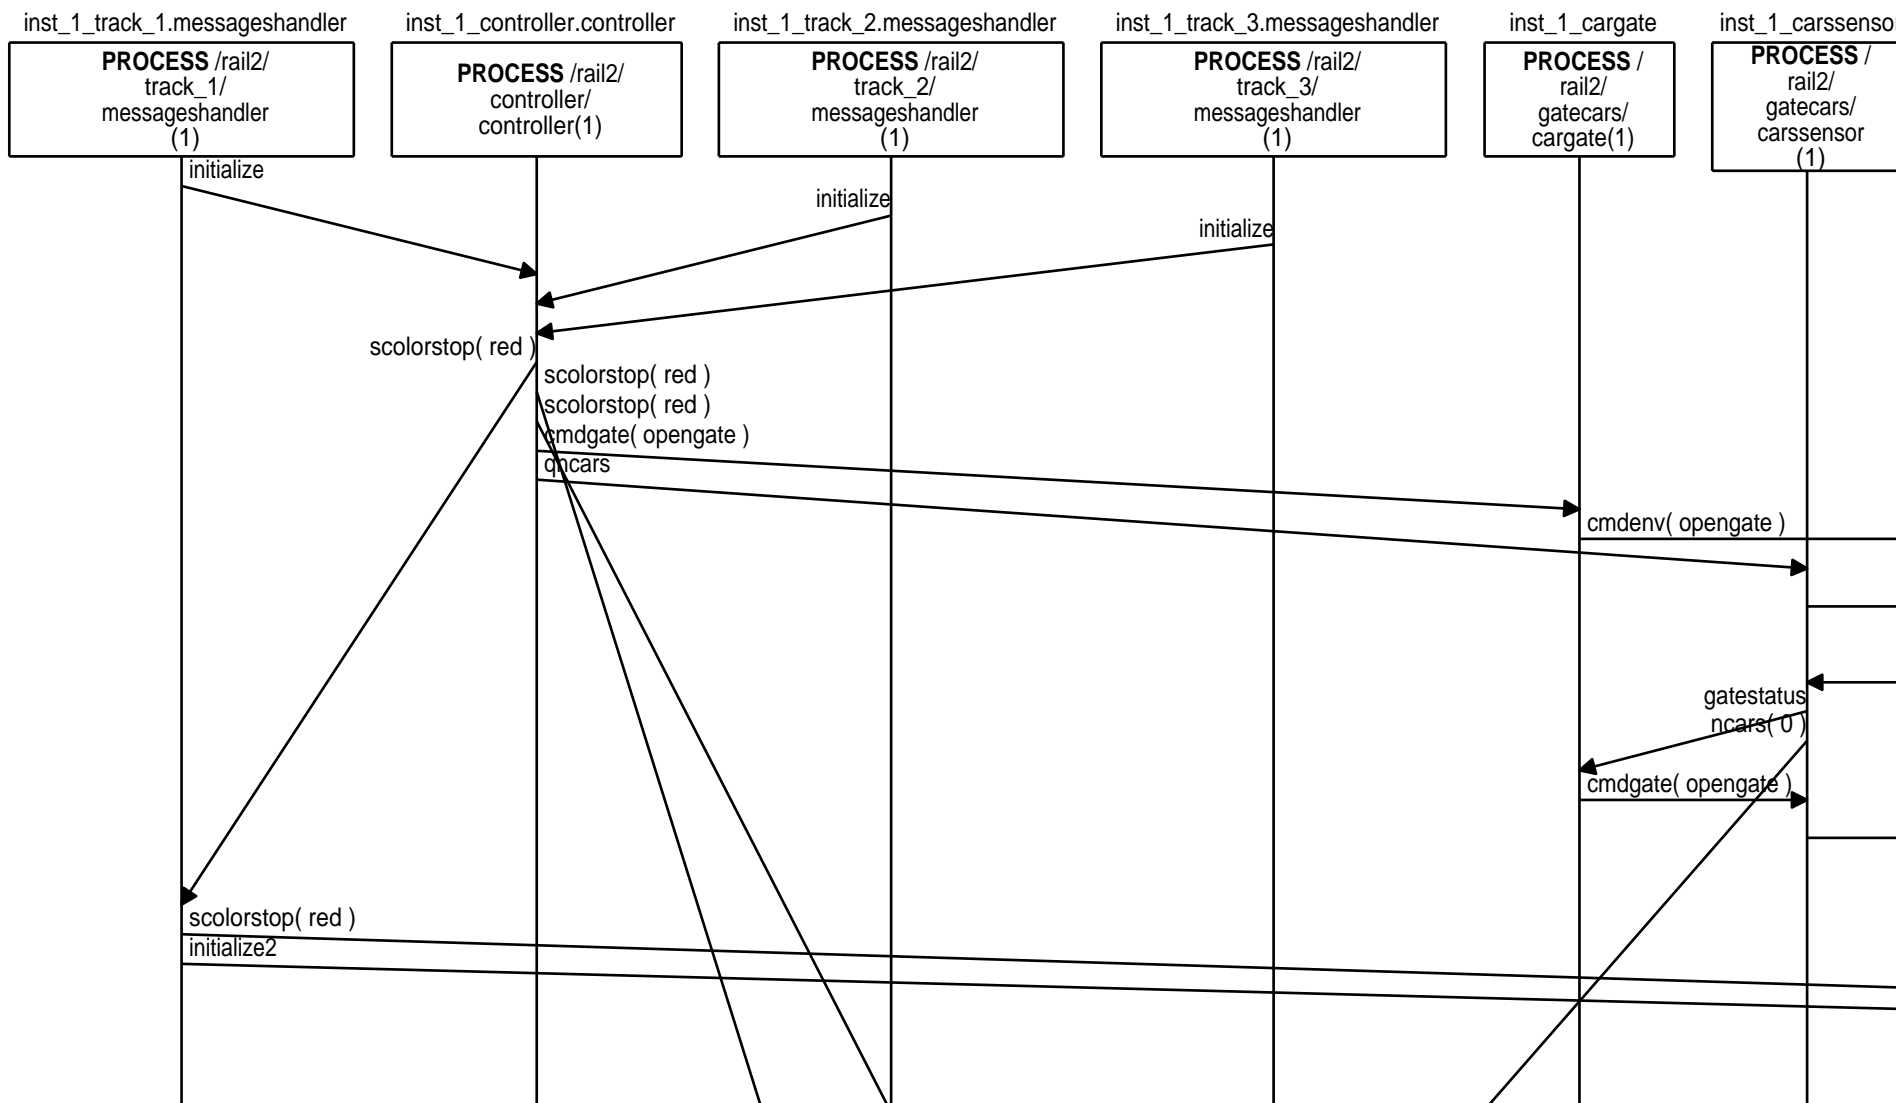 inst_1_track_1.messageshandler
inst_1_controller.controller
inst_1_track_2.messageshandler
inst_1_track_3.messageshandler
inst_1_cargate
inst_1_carssensor
PROCESS /rail2/
track_1/
messageshandler
(1)
PROCESS /rail2/
controller/
controller(1)
PROCESS /rail2/
track_2/
messageshandler
(1)
PROCESS /rail2/
track_3/
messageshandler
(1)
PROCESS /
rail2/
gatecars/
cargate(1)
PROCESS /
rail2/
gatecars/
carssensor
(1)
initialize
initialize
initialize
scolorstop( red )
scolorstop( red )
scolorstop( red )
cmdgate( opengate )
qncars
cmdenv( opengate )
gatestatus
ncars( 0 )
cmdgate( opengate )
scolorstop( red )
initialize2